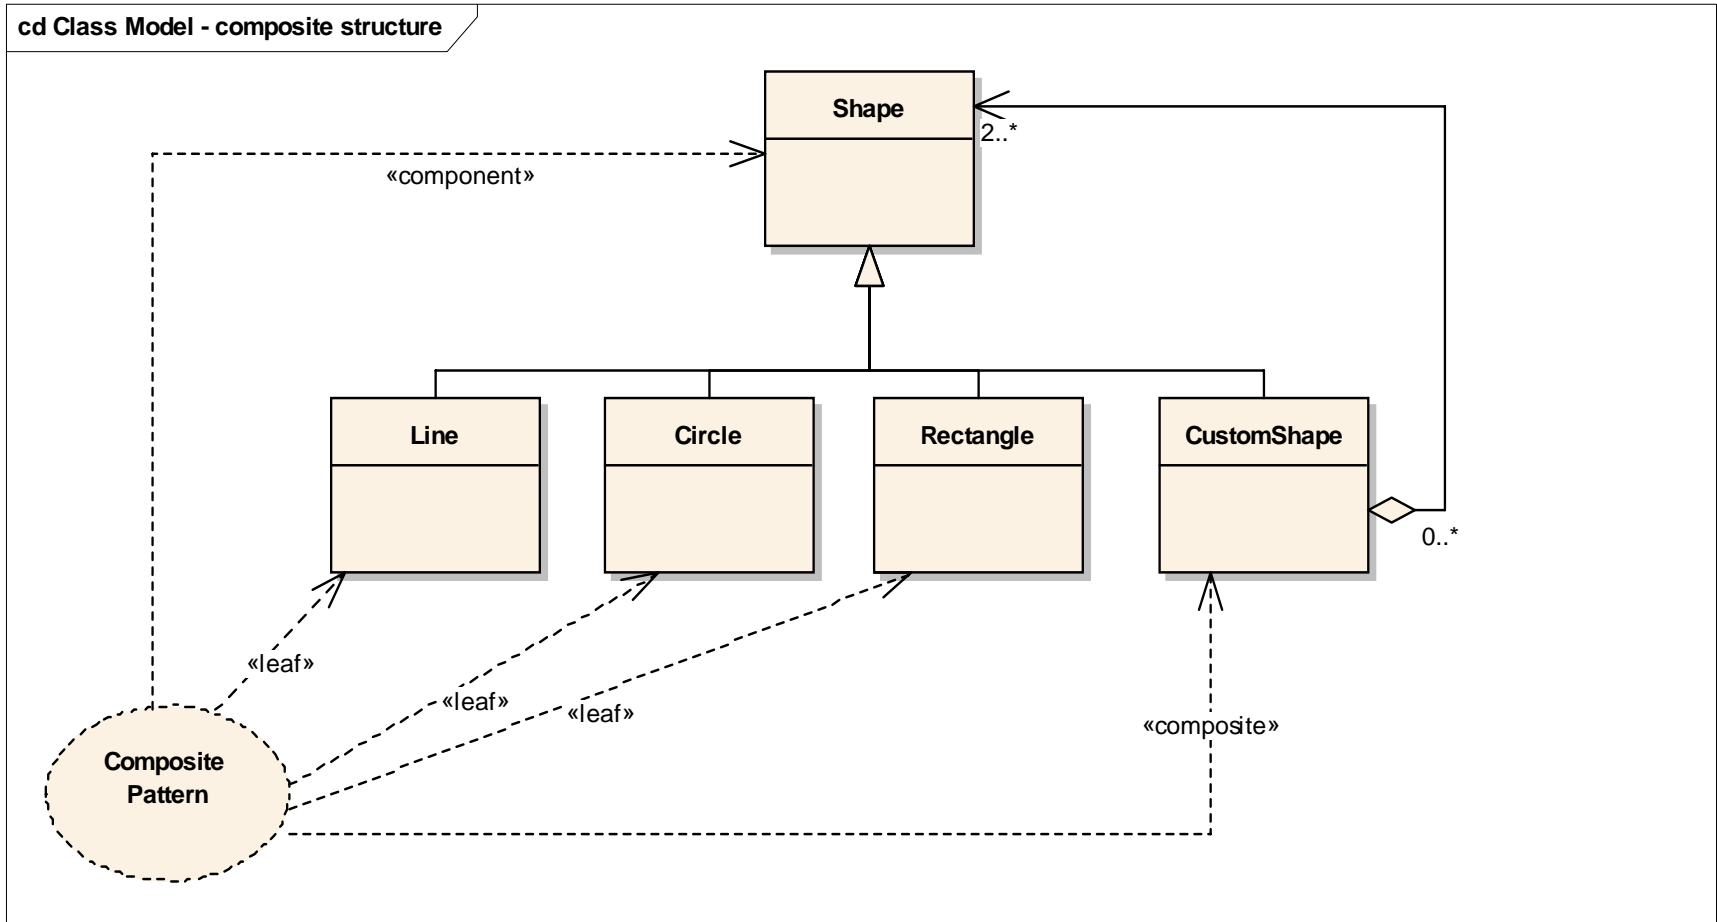 cd Class Model - composite structure
Shape
2..*
«component»
Line
Circle
Rectangle
CustomShape
0..*
«leaf»
«leaf»
«leaf»
«composite»
Composite
Pattern